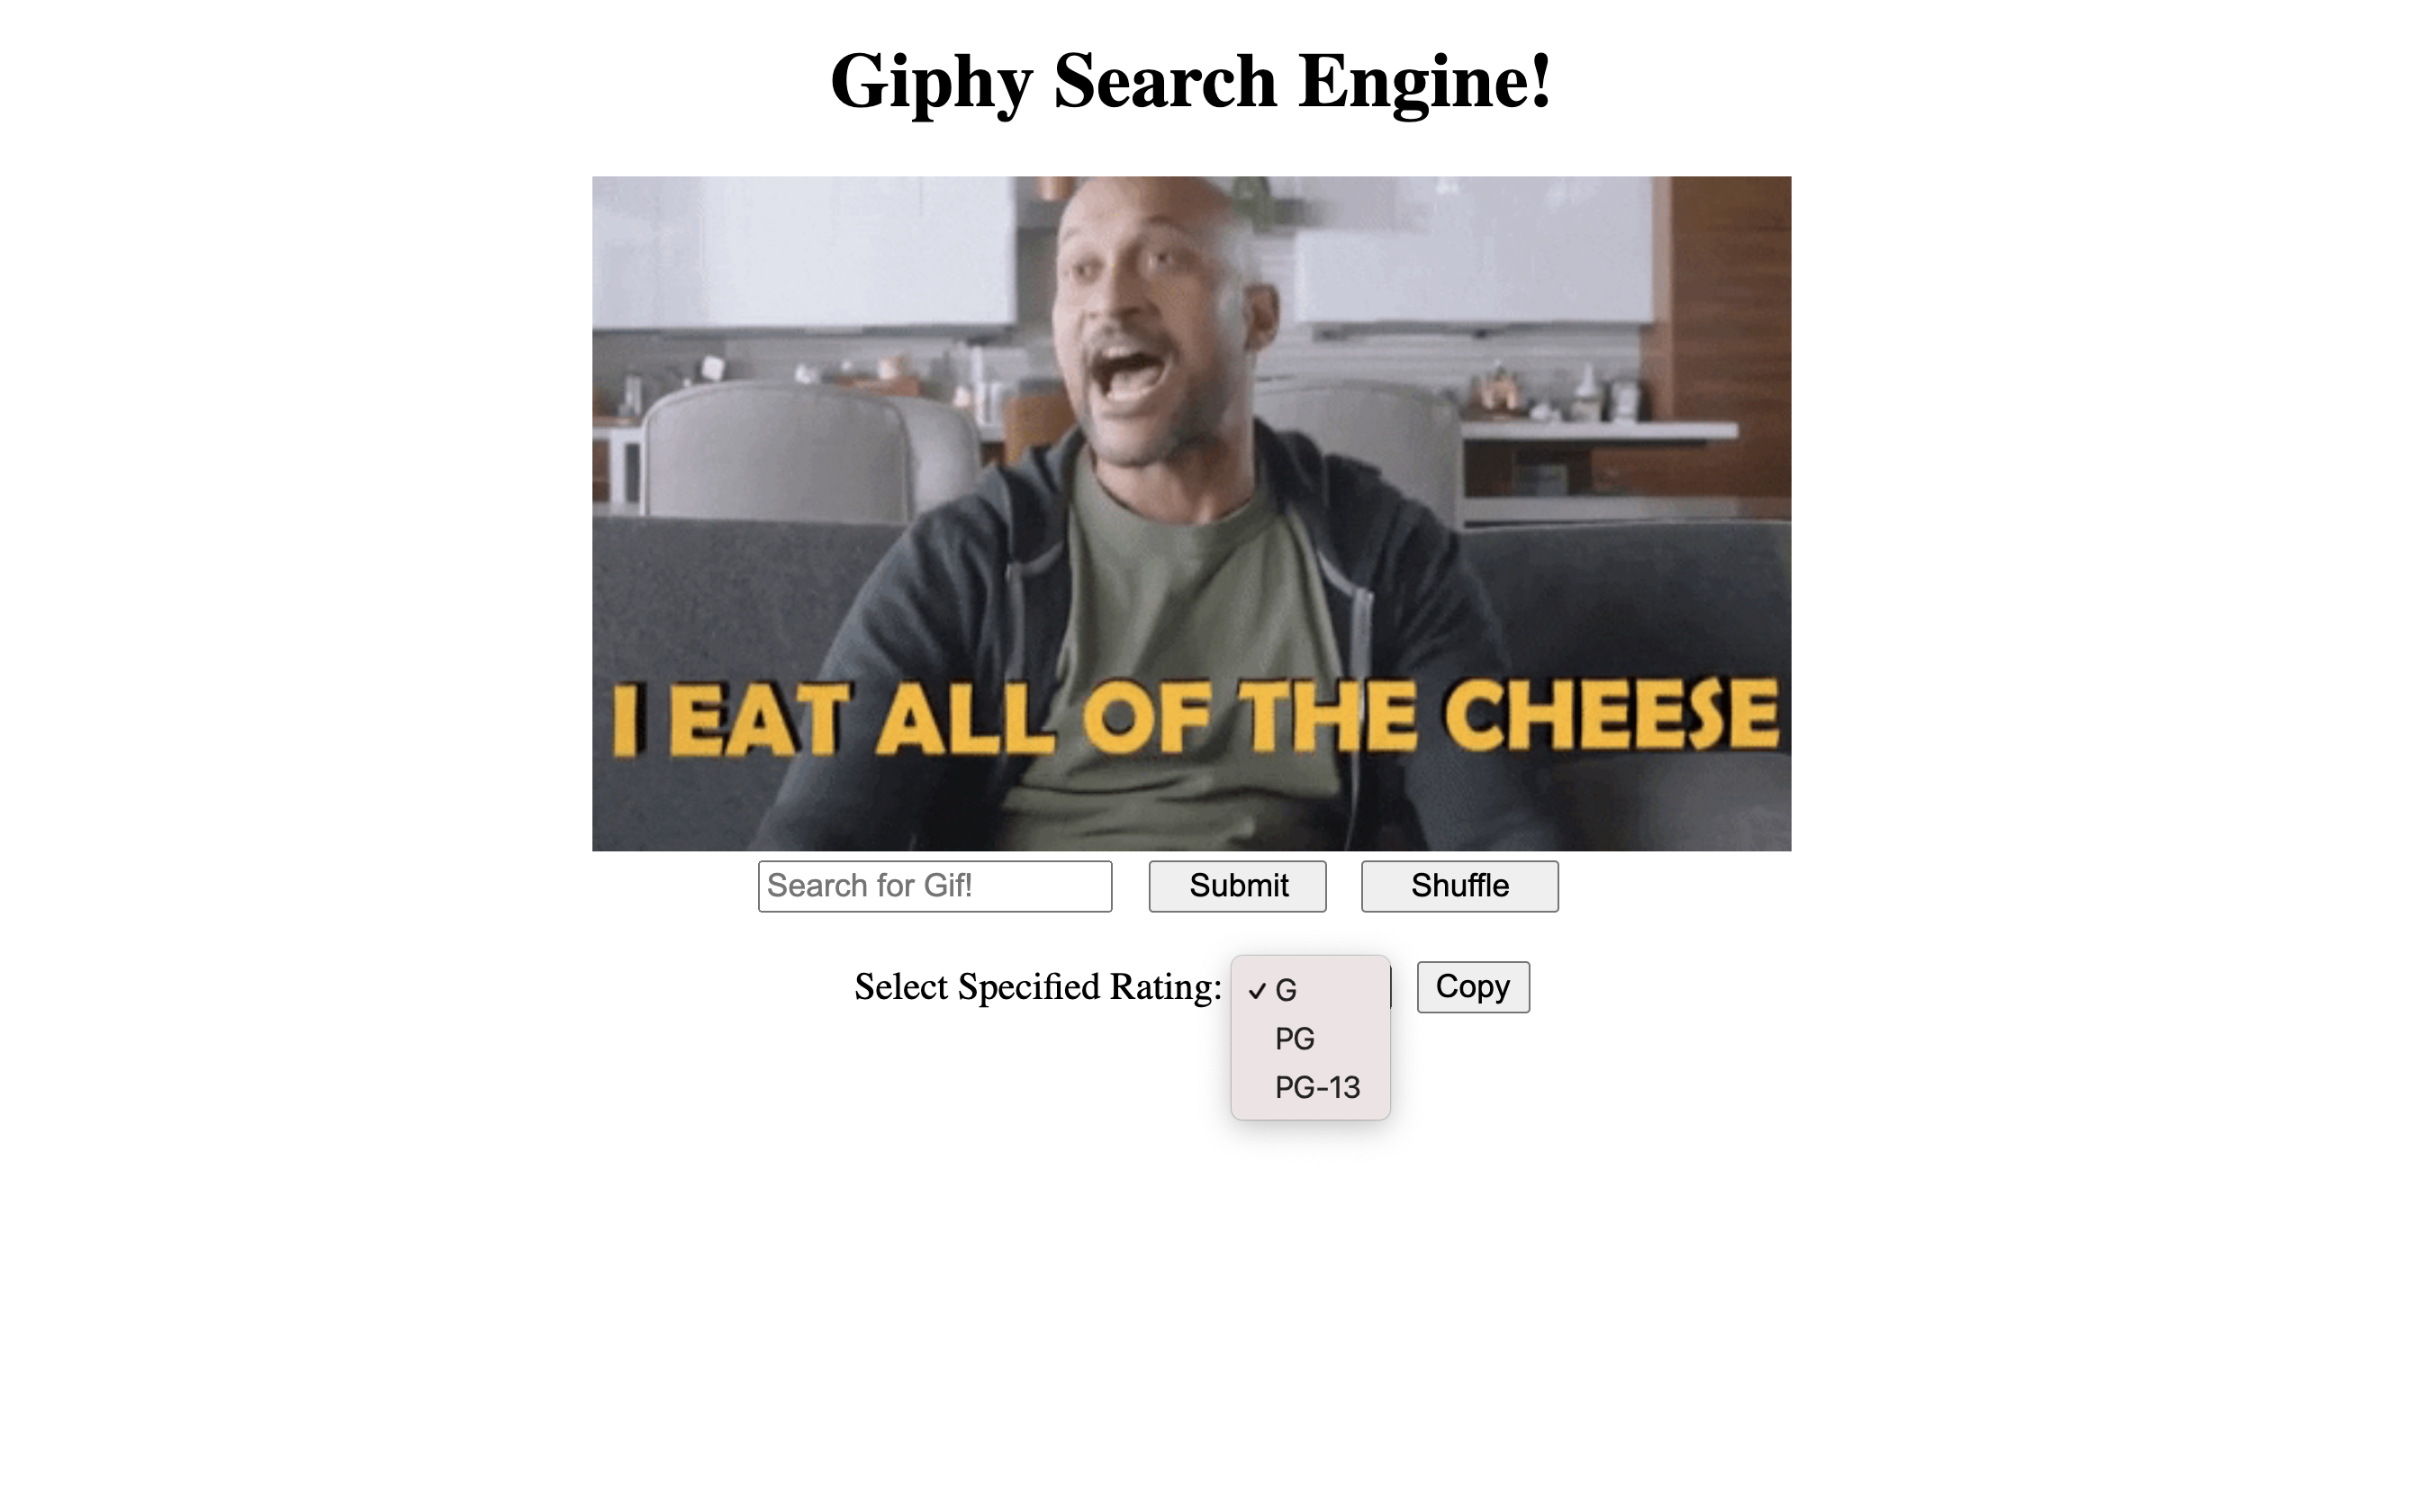 Giphy Search Engine!
I EAT ALL OF THE CHEESE
Search for Gif! Submit Shuffle
Select Specified Rating: ✓ G Copy
PG
PG-13